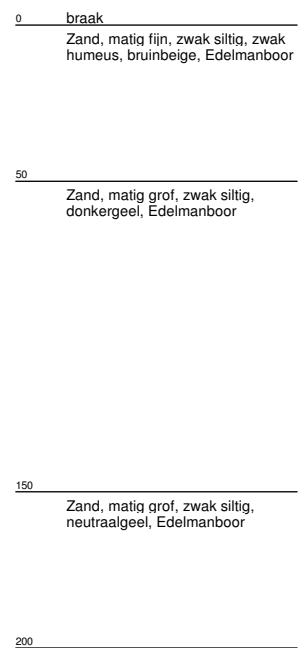 0 braak
Zand, matig fijn, zwak siltig, zwak
humeus, bruinbeige, Edelmanboor
50
Zand, matig grof, zwak siltig,
donkergeel, Edelmanboor
150
Zand, matig grof, zwak siltig,
neutraalgeel, Edelmanboor
200